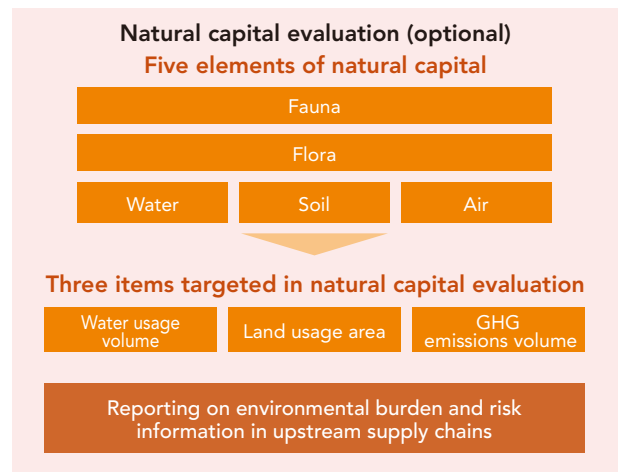 Natural capital evaluation (optional)
Five elements of natural capital
Fauna
Flora
Water
Soil
Air
Three items targeted in natural capital evaluation
Water usage
volume
Land usage area
GHG
emissions volume
Reporting on environmental burden and risk
information in upstream supply chains